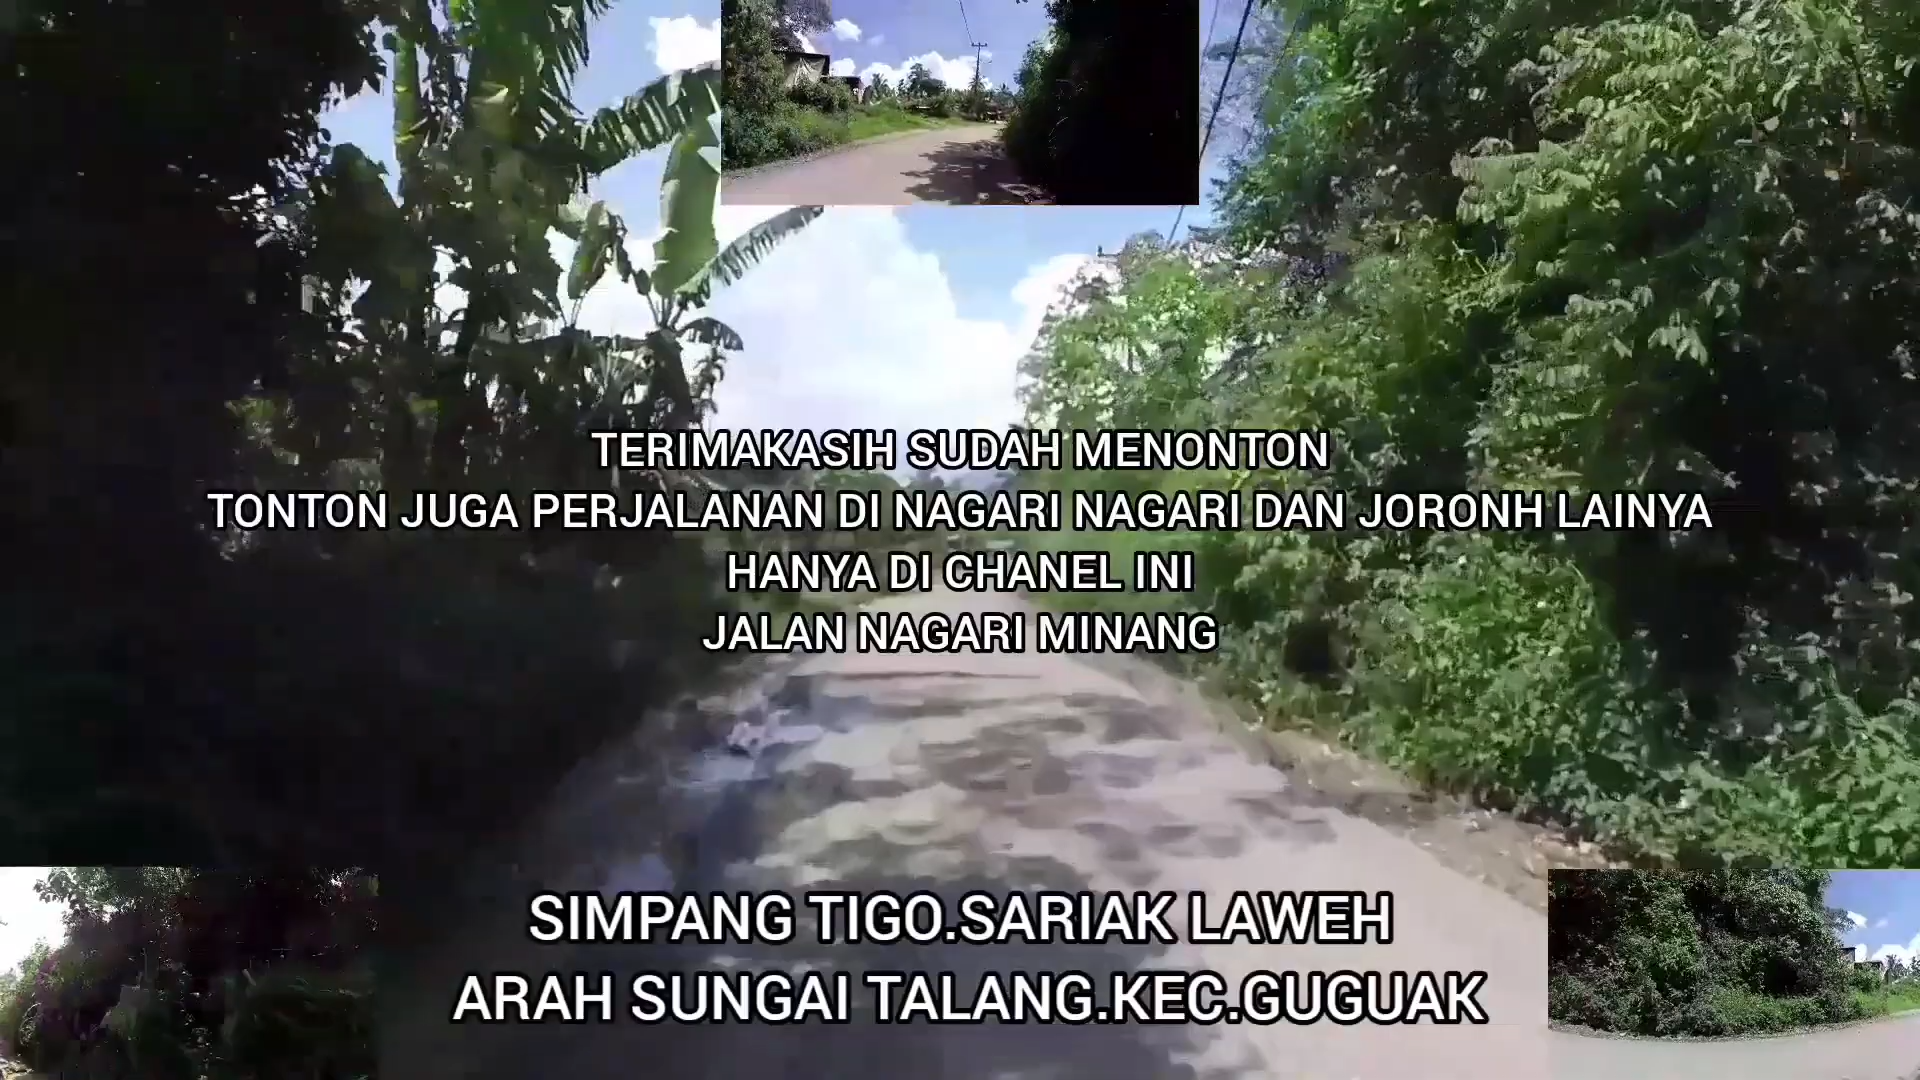 TERIMAKASIH SUDAH MENONTON
TONTON JUGA PERJALANAN DI NAGARI NAGARI DAN JORONH LAINYA
HANYA DI CHANEL INI
JALAN NAGARI MINANG
SIMPANG TIGO.SARIAK LAWEH
ARAH SUNGAI TALANG.KEC.GUGUAK